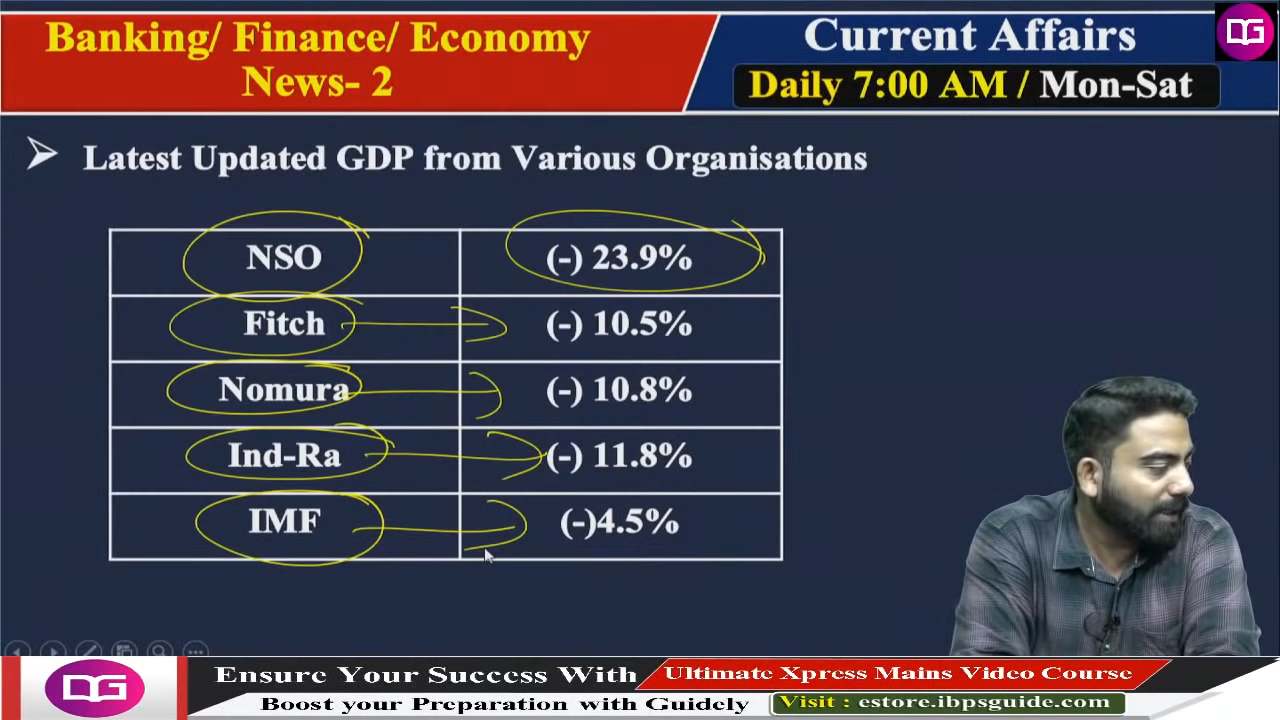 Banking/ Finance/ Economy
News- 2
Current Affairs
Daily 7:00 AM / Mon-Sat
DG
➢ Latest Updated GDP from Various Organisations
NSO (-) 23.9%
Fitch (-) 10.5%
Nomura (-) 10.8%
Ind-Ra (-) 11.8%
IMF (-)4.5%
DG
Ensure Your Success With Ultimate Xpress Mains Video Course
Boost your Preparation with Guidely Visit : estore.ibpsguide.com